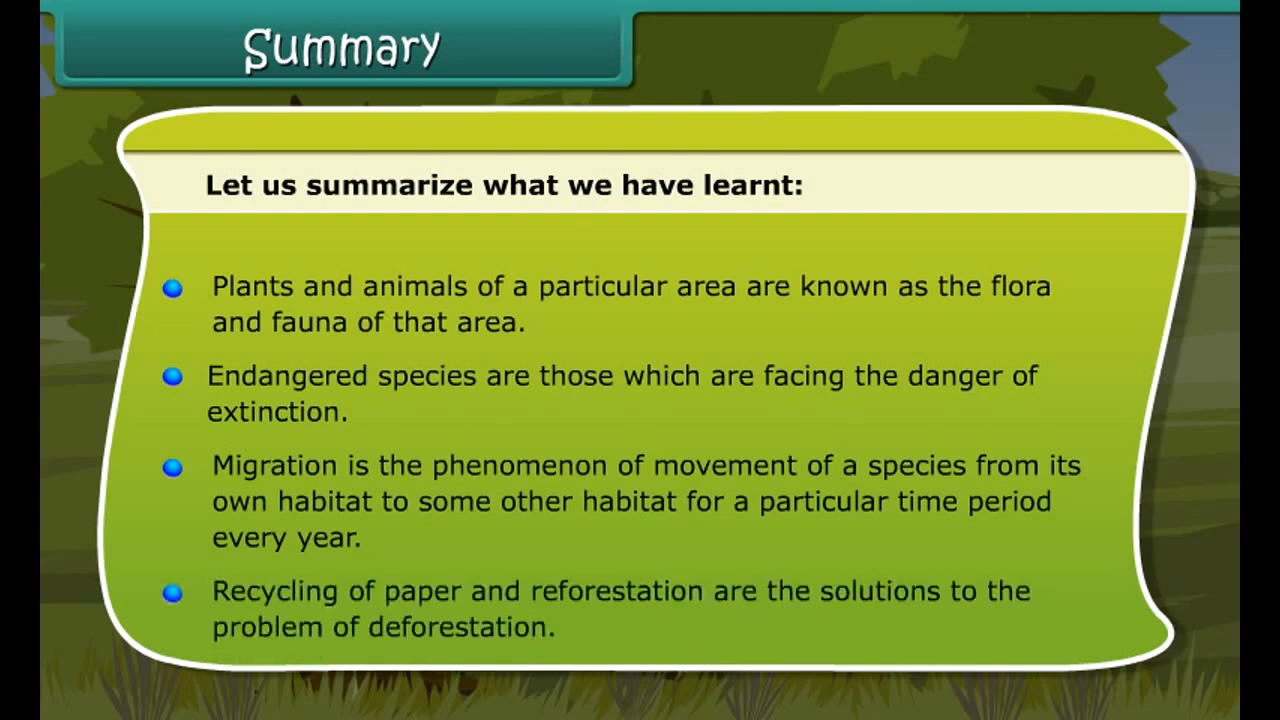 Summary
Let us summarize what we have learnt:
Plants and animals of a particular area are known as the flora
and fauna of that area.
Endangered species are those which are facing the danger of
extinction.
Migration is the phenomenon of movement of a species from its
own habitat to some other habitat for a particular time period
every year.
Recycling of paper and reforestation are the solutions to the
problem of deforestation.